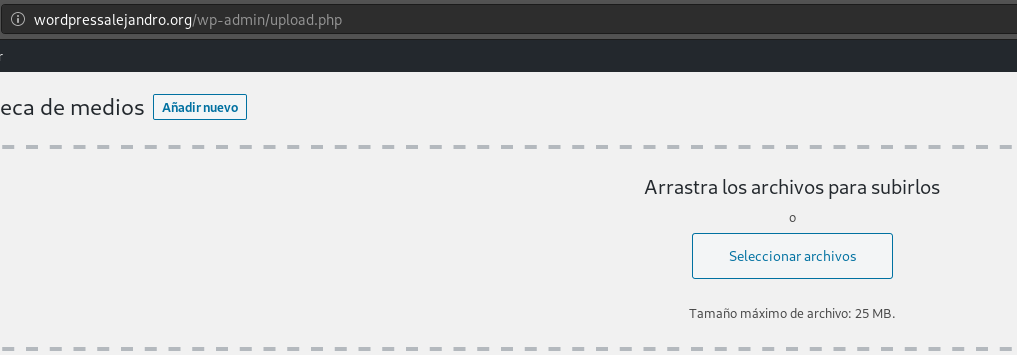 wordpressalejandro.org/wp-admin/upload.php
r
eca de medios Añadir nuevo
Arrastra los archivos para subirlos
o
Seleccionar archivos
Tamaño máximo de archivo: 25 MB.